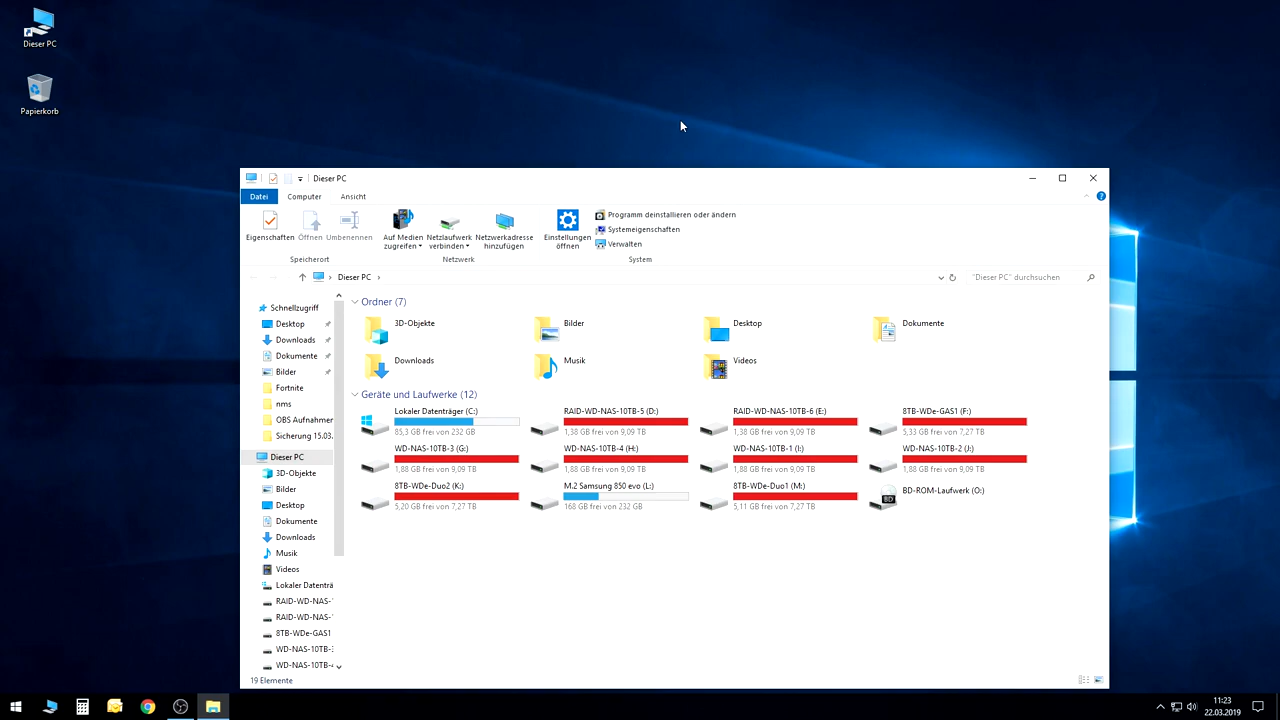 Dieser PC
Papierkorb
Dieser PC
Datei Computer Ansicht
Eigenschaften
Öffnen
Umbenennen
Speicherort
Auf Medien zugreifen
Netzlaufwerk verbinden
Netzwerkadresse hinzufügen
Netzwerk
Einstellungen öffnen
Programm deinstallieren oder ändern
Systemeigenschaften
Verwalten
System
Dieser PC
"Dieser PC" durchsuchen
Schnellzugriff
Desktop
Downloads
Dokumente
Bilder
Fortnite
nms
OBS Aufnahmen
Sicherung 15.03.
Dieser PC
3D-Objekte
Bilder
Desktop
Dokumente
Downloads
Musik
Videos
Lokaler Datenträ
RAID-WD-NAS-
RAID-WD-NAS-
8TB-WDe-GAS1
WD-NAS-10TB-3
WD-NAS-10TB-4
Ordner (7)
3D-Objekte
Bilder
Desktop
Dokumente
Downloads
Musik
Videos
Geräte und Laufwerke (12)
Lokaler Datenträger (C:)
85,3 GB frei von 232 GB
RAID-WD-NAS-10TB-5 (D:)
1,38 GB frei von 9,09 TB
RAID-WD-NAS-10TB-6 (E:)
1,38 GB frei von 9,09 TB
8TB-WDe-GAS1 (F:)
5,33 GB frei von 7,27 TB
WD-NAS-10TB-3 (G:)
1,88 GB frei von 9,09 TB
WD-NAS-10TB-4 (H:)
1,88 GB frei von 9,09 TB
WD-NAS-10TB-1 (I:)
1,88 GB frei von 9,09 TB
WD-NAS-10TB-2 (J:)
1,88 GB frei von 9,09 TB
8TB-WDe-Duo2 (K:)
5,20 GB frei von 7,27 TB
M.2 Samsung 850 evo (L:)
168 GB frei von 232 GB
8TB-WDe-Duo1 (M:)
5,11 GB frei von 7,27 TB
BD
BD-ROM-Laufwerk (O:)
19 Elemente
11:23
22.03.2019